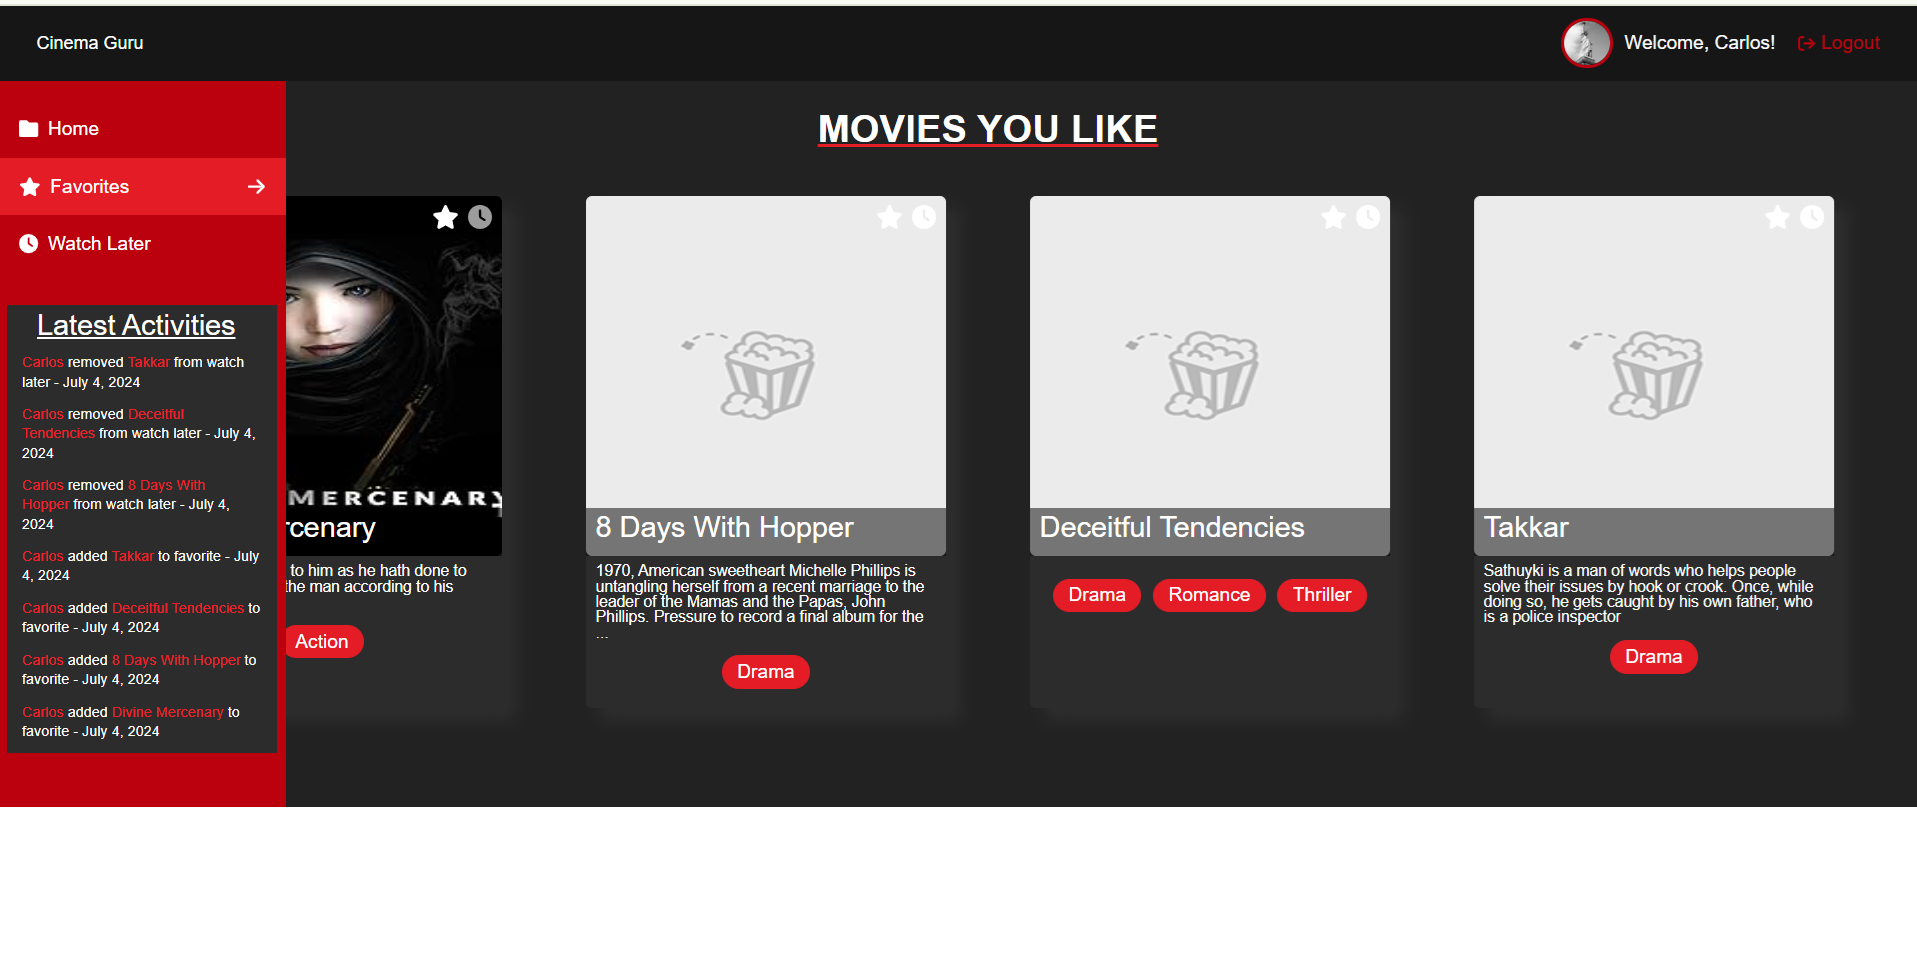 Cinema Guru
Welcome, Carlos!
Logout
Home
Favorites
Watch Later
Latest Activities
Carlos removed Takkar from watch
later - July 4, 2024
Carlos removed Deceitful
Tendencies from watch later - July 4,
2024
Carlos removed 8 Days With
Hopper from watch later - July 4,
2024
Carlos added Takkar to favorite - July
4, 2024
Carlos added Deceitful Tendencies to
favorite - July 4, 2024
Carlos added 8 Days With Hopper to
favorite - July 4, 2024
Carlos added Divine Mercenary to
favorite - July 4, 2024
MOVIES YOU LIKE
MERCENARY
rcenary
to him as he hath done to
the man according to his
Action
8 Days With Hopper
1970, American sweetheart Michelle Phillips is
untangling herself from a recent marriage to the
leader of the Mamas and the Papas, John
Phillips. Pressure to record a final album for the
...
Drama
Deceitful Tendencies
Drama
Romance
Thriller
Takkar
Sathuyki is a man of words who helps people
solve their issues by hook or crook. Once, while
doing so, he gets caught by his own father, who
is a police inspector
Drama